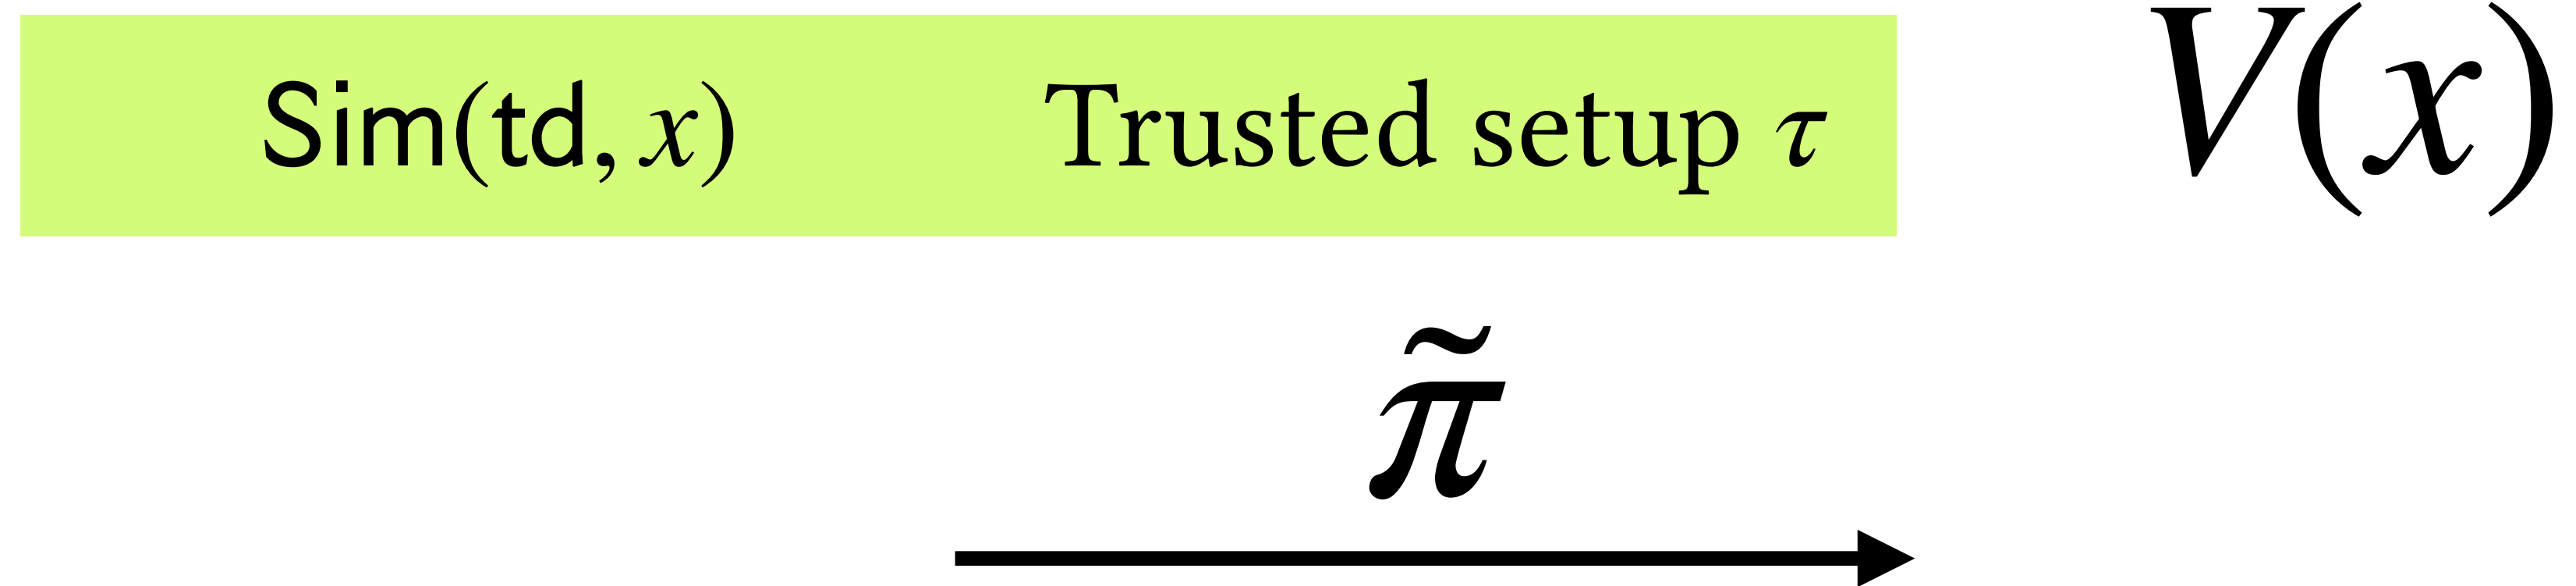 Sim(td, x) Trusted setup τ V(x)
π̃